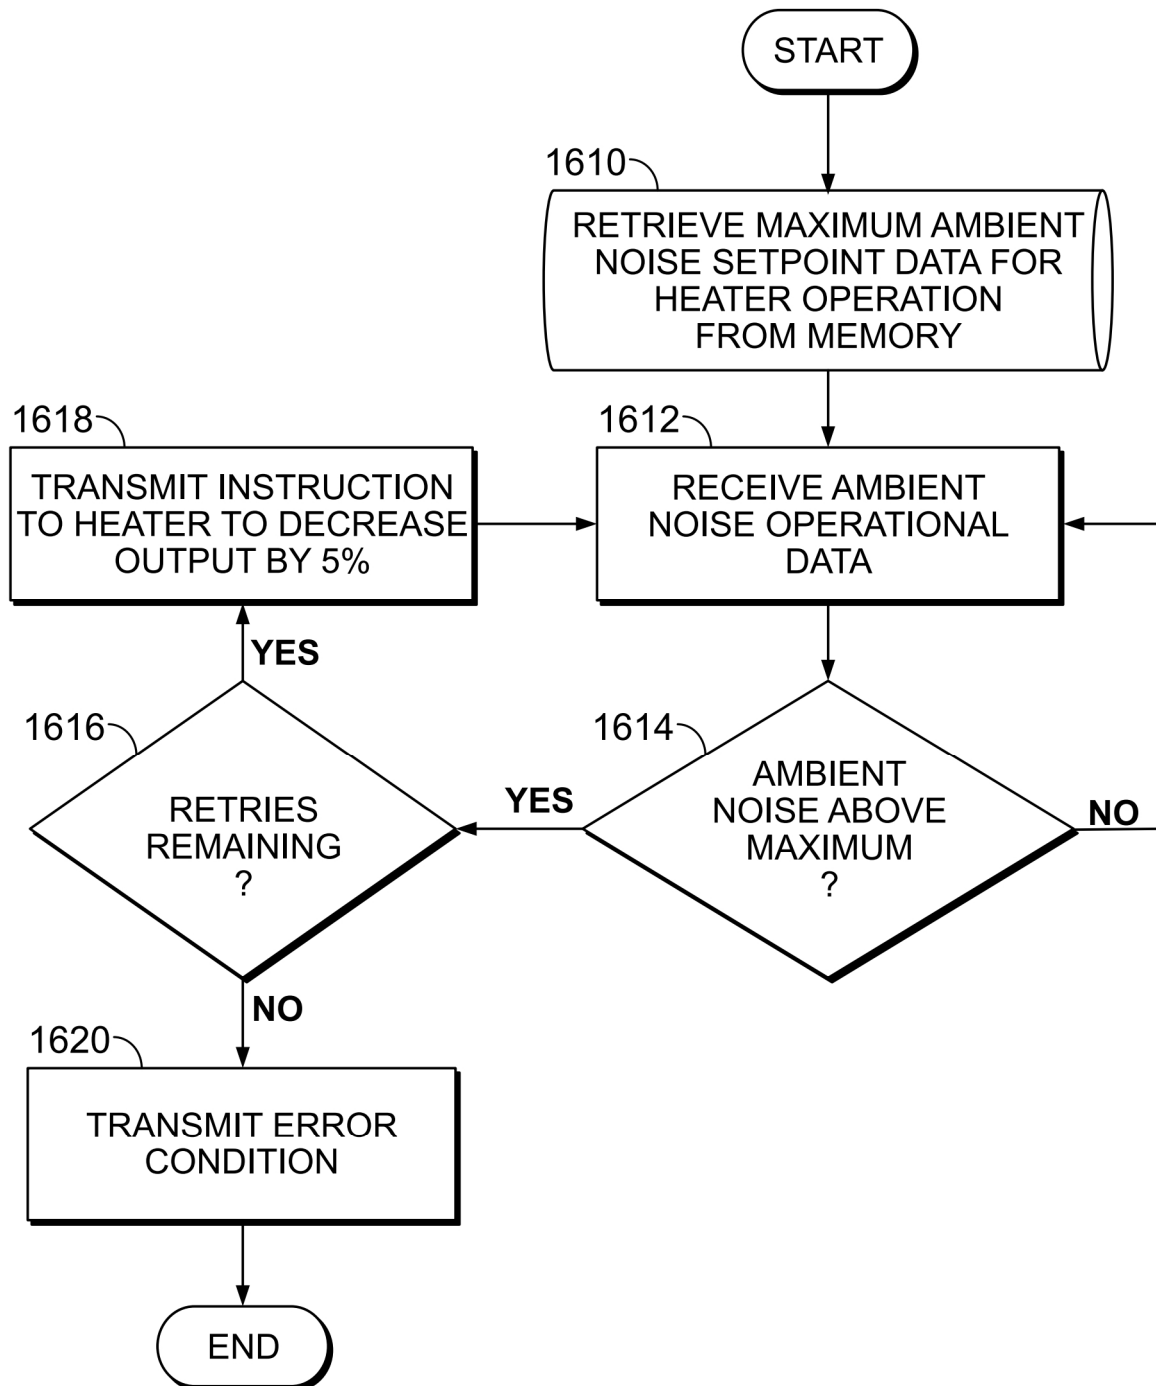 START
1610
RETRIEVE MAXIMUM AMBIENT
NOISE SETPOINT DATA FOR
HEATER OPERATION
FROM MEMORY
1618
TRANSMIT INSTRUCTION
TO HEATER TO DECREASE
OUTPUT BY 5%
1612
RECEIVE AMBIENT
NOISE OPERATIONAL
DATA
YES
1616
RETRIES
REMAINING
?
YES
1614
AMBIENT
NOISE ABOVE
MAXIMUM
?
NO
NO
1620
TRANSMIT ERROR
CONDITION
END